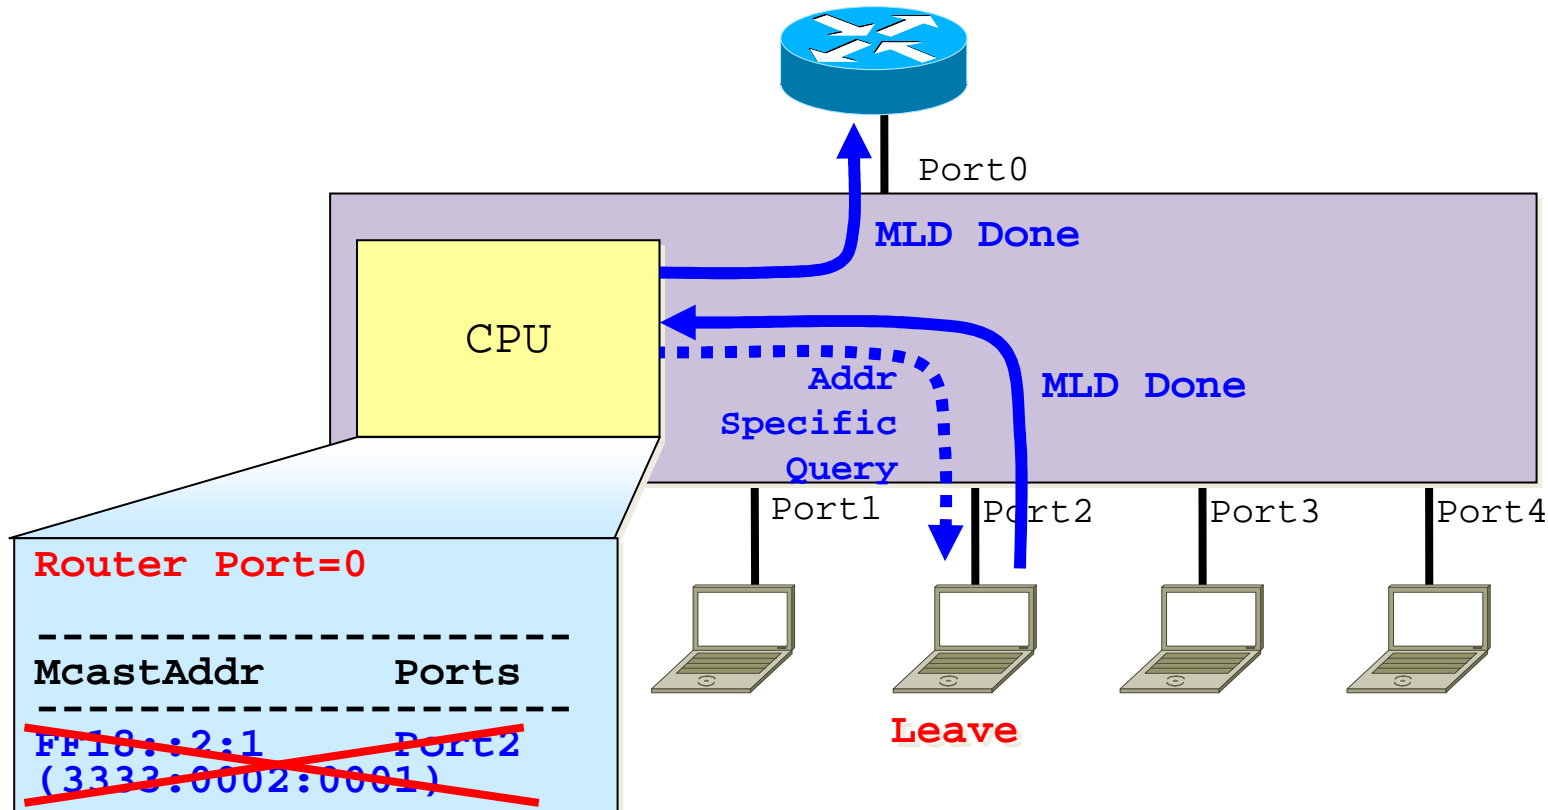 Port0
MLD Done
CPU
Addr
Specific
Query
MLD Done
Port1
Port2
Port3
Port4
Router Port=0
---------------------
McastAddr Ports
---------------------
FF18::2:1 Port2
(3333:0002:0001)
Leave